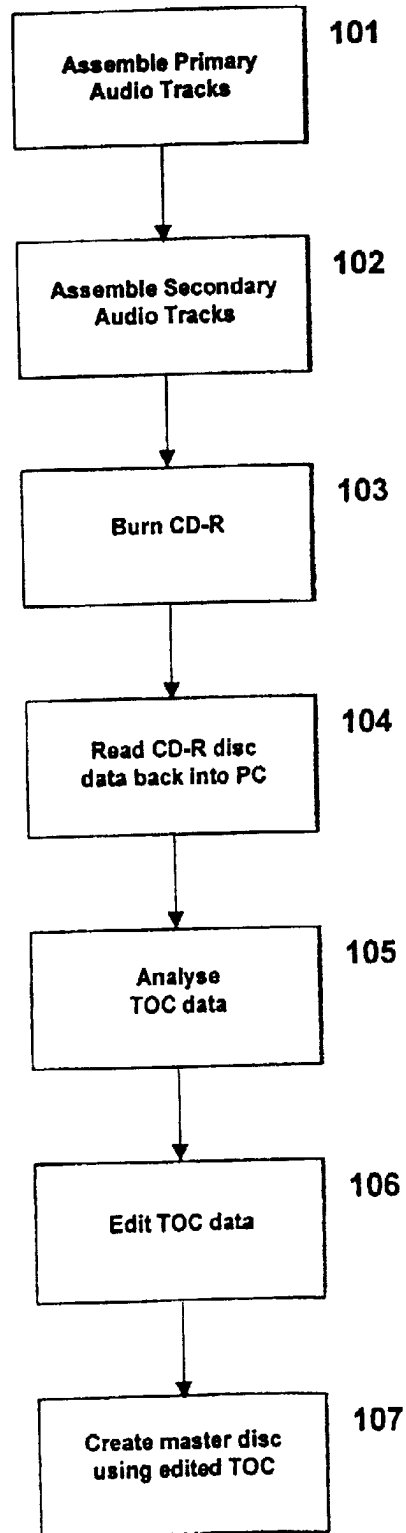 101
Assemble Primary
Audio Tracks
102
Assemble Secondary
Audio Tracks
103
Burn CD-R
104
Read CD-R disc
data back into PC
105
Analyse
TOC data
106
Edit TOC data
107
Create master disc
using edited TOC